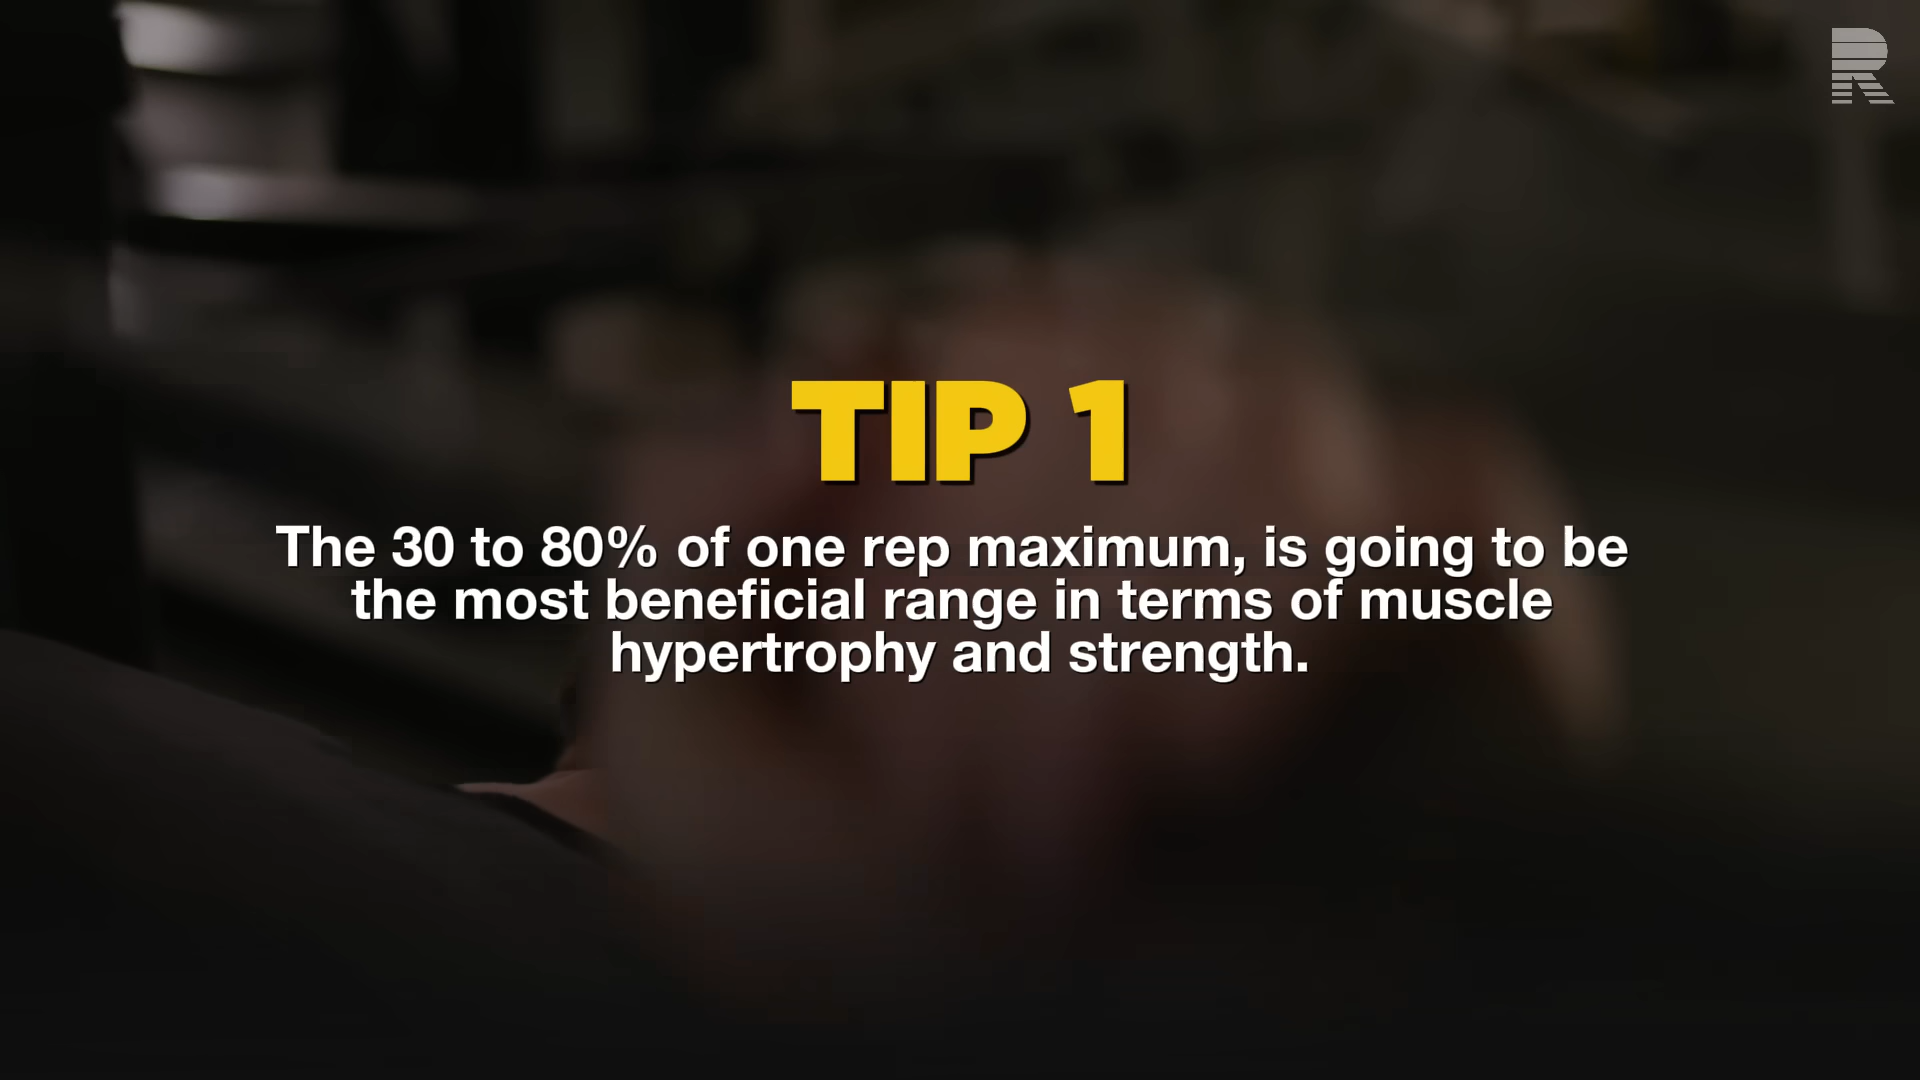 TIP 1
The 30 to 80% of one rep maximum, is going to be
the most beneficial range in terms of muscle
hypertrophy and strength.
R